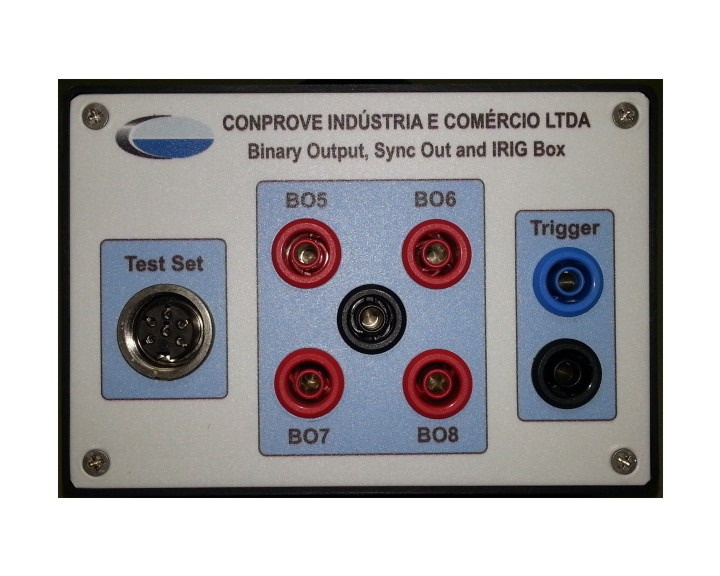 CONPROVE INDÚSTRIA E COMÉRCIO LTDA
Binary Output, Sync Out and IRIG Box
BO5 BO6
Trigger
Test Set
BO7 BO8